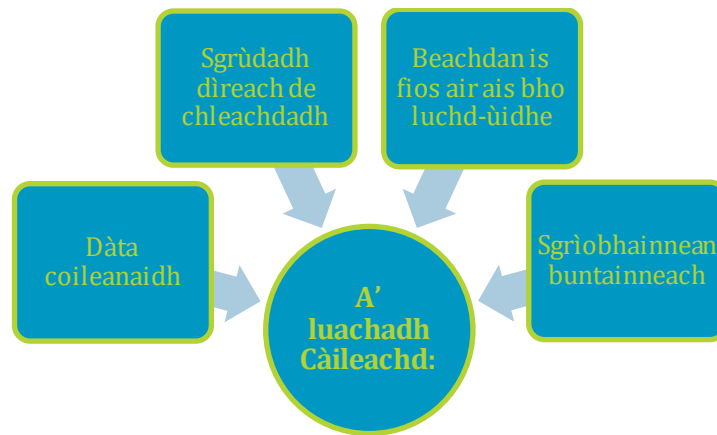 Sgrùdadh
dìreach de
chleachdadh
Beachdan is
fios air ais bho
luchd-ùidhe
Dàta
coileanaidh
Sgrìobhainnean
buntainneach
A’
luachadh
Càileachd: